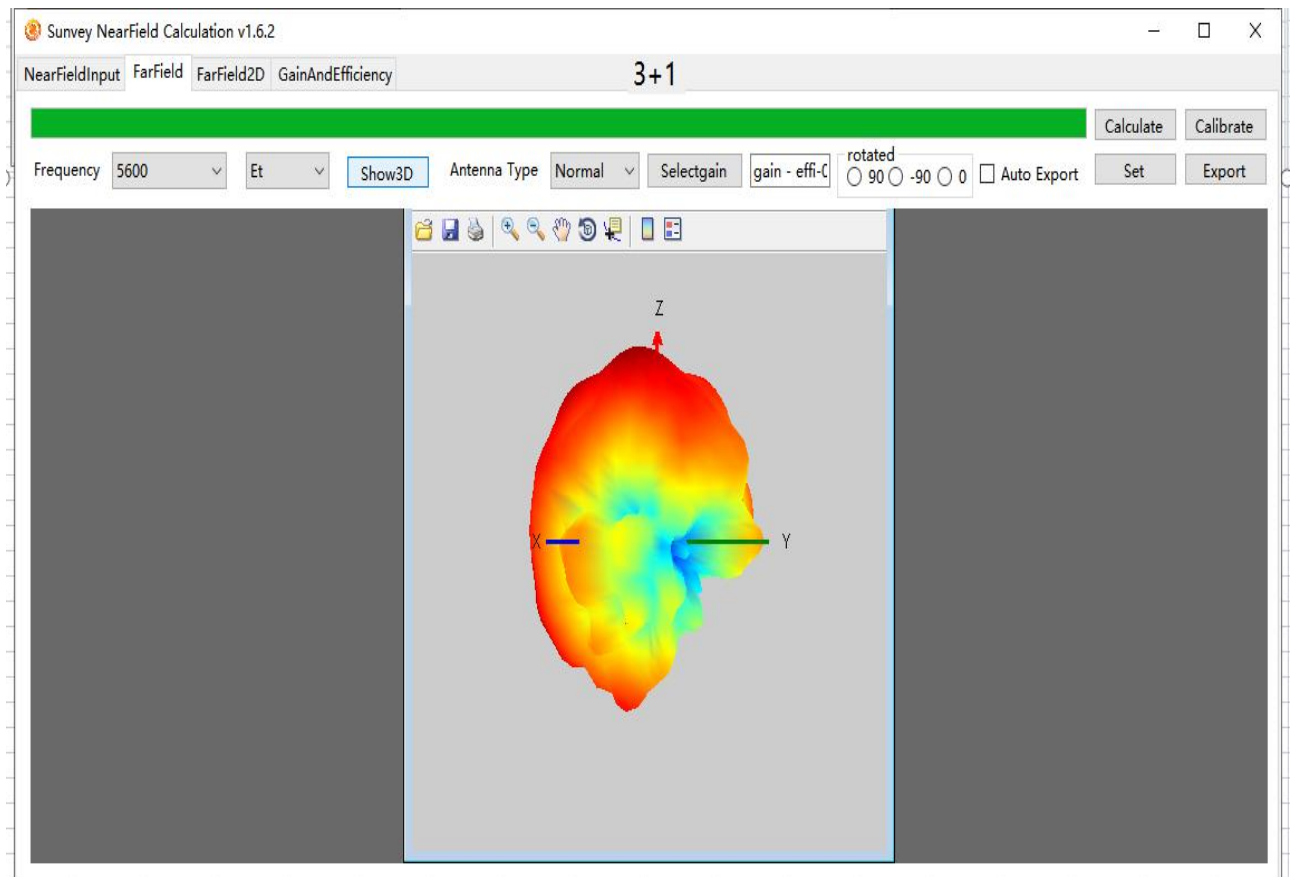 Sunvey NearField Calculation v1.6.2
NearFieldInput FarField FarField2D GainAndEfficiency 3+1
Calculate Calibrate
Frequency 5600 Et Show3D Antenna Type Normal Selectgain gain - effi-C rotated 90 -90 0 Auto Export Set Export
Z
X Y